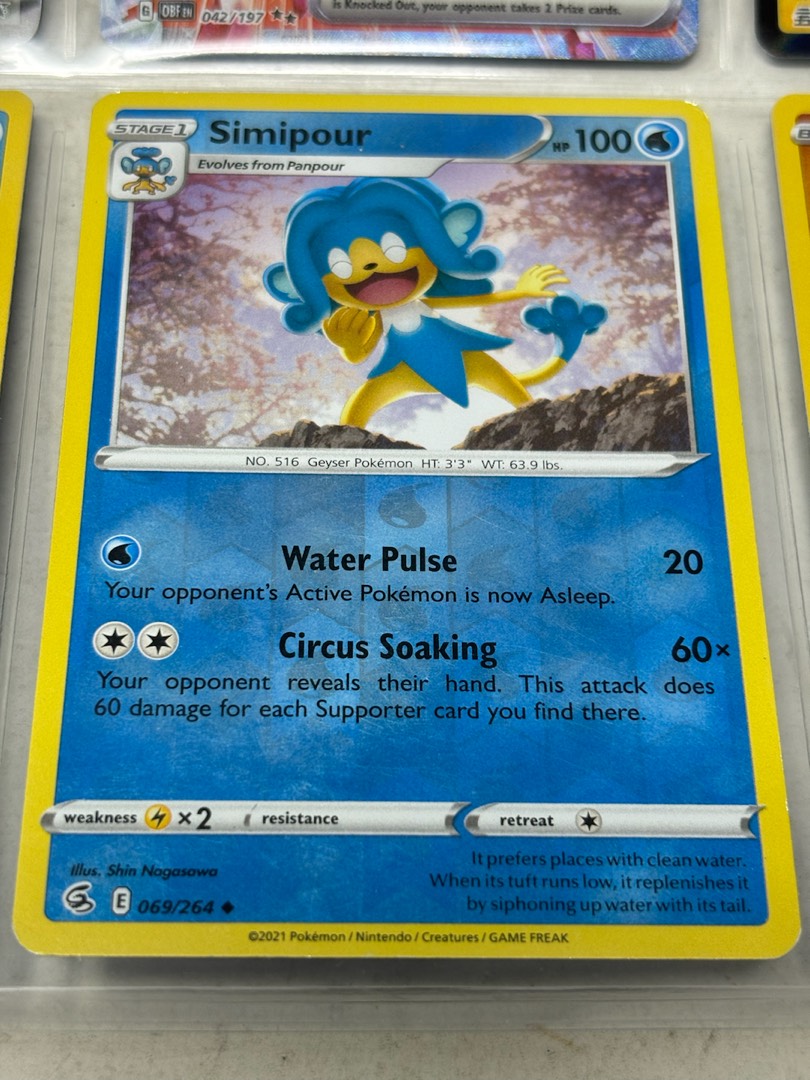 is Knocked Out, your opponent takes 2 Prize cards.
G OBF EN 042/197 ★★
STAGE 1 Simipour HP 100
Evolves from Panpour
NO. 516 Geyser Pokémon HT: 3'3" WT: 63.9 lbs.
Water Pulse 20
Your opponent's Active Pokémon is now Asleep.
Circus Soaking 60×
Your opponent reveals their hand. This attack does
60 damage for each Supporter card you find there.
weakness ×2 resistance retreat
Illus. Shin Nagasawa
It prefers places with clean water.
When its tuft runs low, it replenishes it
by siphoning up water with its tail.
E 069/264 ◆
©2021 Pokémon / Nintendo / Creatures / GAME FREAK